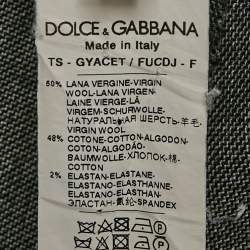 DOLCE & GABBANA
Made in Italy
TS - GYACET / FUCDJ - F
50% LANA VERGINE-VIRGIN
WOOL-LANA VIRGEN-
LAINE VIERGE-LÃ
VIRGEM-SCHURWOLLE-
НАТУРАЛЬНАЯ ШЕРСТЬ-羊毛-
VIRGIN WOOL
48% COTONE-COTTON-ALGODON-
COTTON-COTON-ALGODÃO-
BAUMWOLLE-ХЛОПОК-棉-
COTTON
2% ELASTAN-ELASTANE-
ELASTANO-ELASTHANNE-
ELASTANO-ELASTHAN-
ЭЛАСТАН-氨纶-SPANDEX